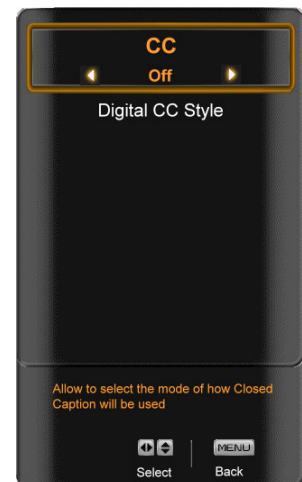 CC
Off
Digital CC Style
Allow to select the mode of how Closed
Caption will be used
MENU
Select
Back